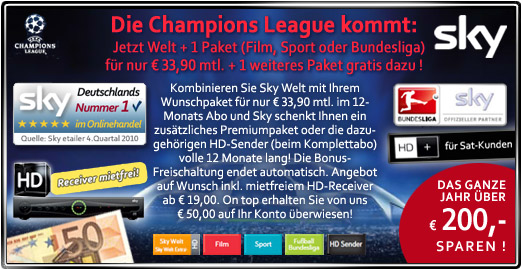 CHAMPIONS
LEAGUE
Die Champions League kommt:
Jetzt Welt + 1 Paket (Film, Sport oder Bundesliga)
für nur € 33,90 mtl. + 1 weiteres Paket gratis dazu !
sky
sky
Deutschlands
Nummer 1
im Onlinehandel
Quelle: Sky etailer 4.Quartal 2010
HD
Receiver mietfrei!
Kombinieren Sie Sky Welt mit Ihrem
Wunschpaket für nur € 33,90 mtl. im 12-
Monats Abo und Sky schenkt Ihnen ein
zusätzliches Premiumpaket oder die dazu-
gehörigen HD-Sender (beim Komplettabo)
volle 12 Monate lang! Die Bonus-
Freischaltung endet automatisch. Angebot
auf Wunsch inkl. mietfreiem HD-Receiver
ab € 19,00. On top erhalten Sie von uns
€ 50,00 auf Ihr Konto überwiesen!
BUNDESLIGA
sky
OFFIZIELLER PARTNER
HD + für Sat-Kunden
DAS GANZE
JAHR ÜBER
€ 200,-
SPAREN !
50
Sky Welt
Sky Welt Extra
Film
Sport
Fußball
Bundesliga
HD Sender